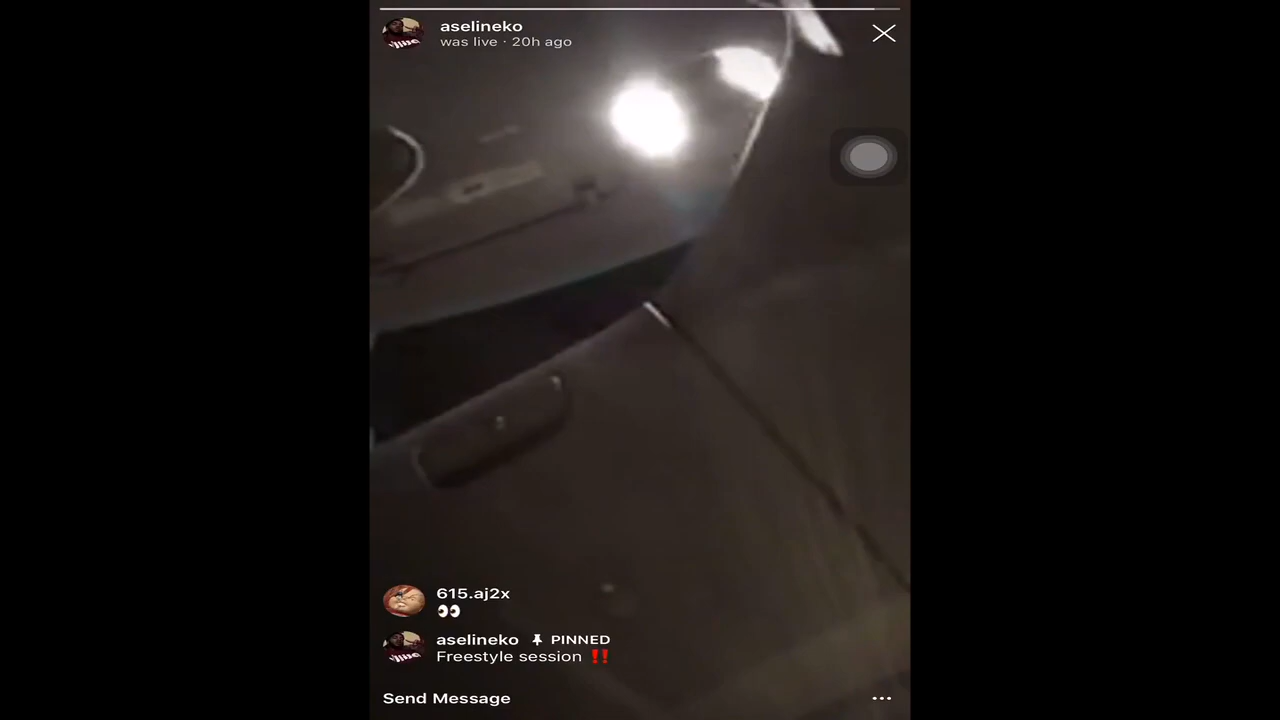 aselineko
was live · 20h ago
615.aj2x
👀
aselineko PINNED
Freestyle session ‼️
Send Message